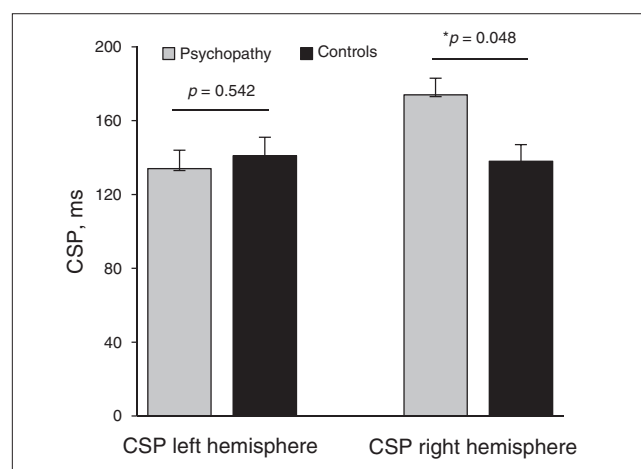 200
160
120
80
40
0
CSP, ms
Psychopathy Controls
p = 0.542
*p = 0.048
CSP left hemisphere CSP right hemisphere